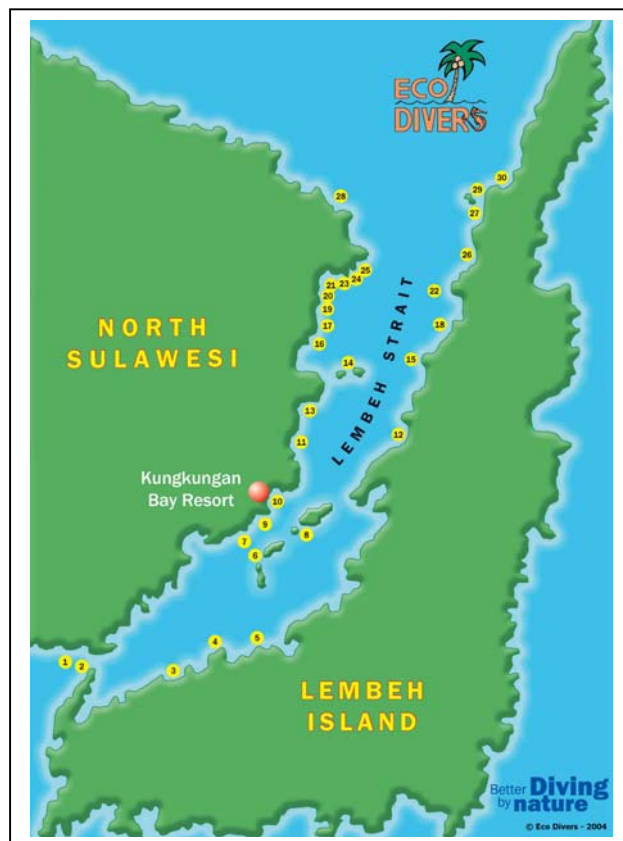 ECO
DIVERS
30
29
28
27
26
25
24
23
21
22
20
19
17
18
16
14
15
13
12
11
10
9
8
7
6
5
4
3
2
1
NORTH
SULAWESI
LEMBEH STRAIT
Kungkungan
Bay Resort
LEMBEH
ISLAND
Better Diving
by nature
© Eco Divers - 2004